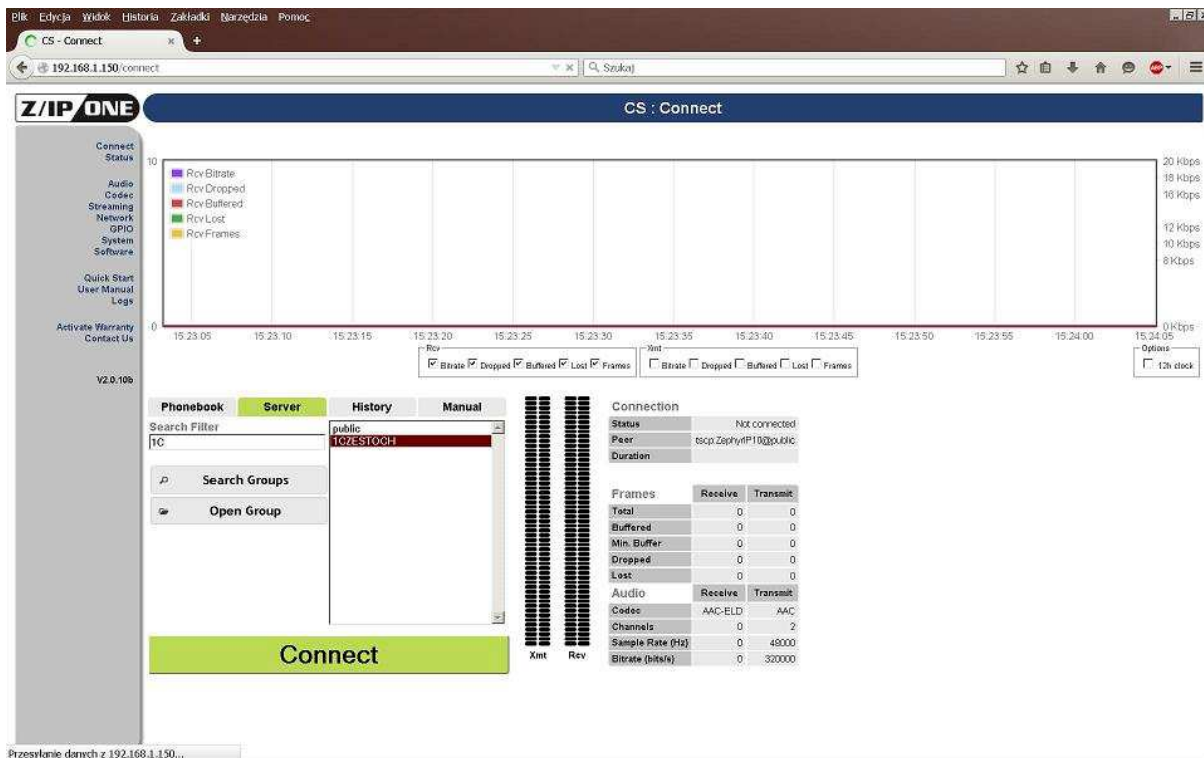 Plik Edycja Widok Historia Zakładki Narzędzia Pomoc
CS - Connect
192.168.1.150/connect
Szukaj
Z/IP ONE
CS : Connect
Connect
Status
Audio
Codec
Streaming
Network
GPIO
System
Software
Quick Start
User Manual
Logs
Activate Warranty
Contact Us
V2.0.10b
10
0
Rcv Bitrate
Rcv Dropped
Rcv Buffered
Rcv Lost
Rcv Frames
20 Kbps
18 Kbps
16 Kbps
12 Kbps
10 Kbps
8 Kbps
0 Kbps
15:23:05 15:23:10 15:23:15 15:23:20 15:23:25 15:23:30 15:23:35 15:23:40 15:23:45 15:23:50 15:23:55 15:24:00 15:24:05
Rcv
Bitrate Dropped Buffered Lost Frames
Xmt
Bitrate Dropped Buffered Lost Frames
Options
12h clock
Phonebook Server History Manual
Search Filter
1C
Search Groups
Open Group
public
1CZESTOCH
Connect
Xmt Rcv
Connection
Status Not connected
Peer tscp.ZephyrIP10@public
Duration
Frames Receive Transmit
Total 0 0
Buffered 0 0
Min. Buffer 0 0
Dropped 0 0
Lost 0 0
Audio Receive Transmit
Codec AAC-ELD AAC
Channels 0 2
Sample Rate (Hz) 0 48000
Bitrate (bits/s) 0 320000
Przesyłanie danych z 192.168.1.150...